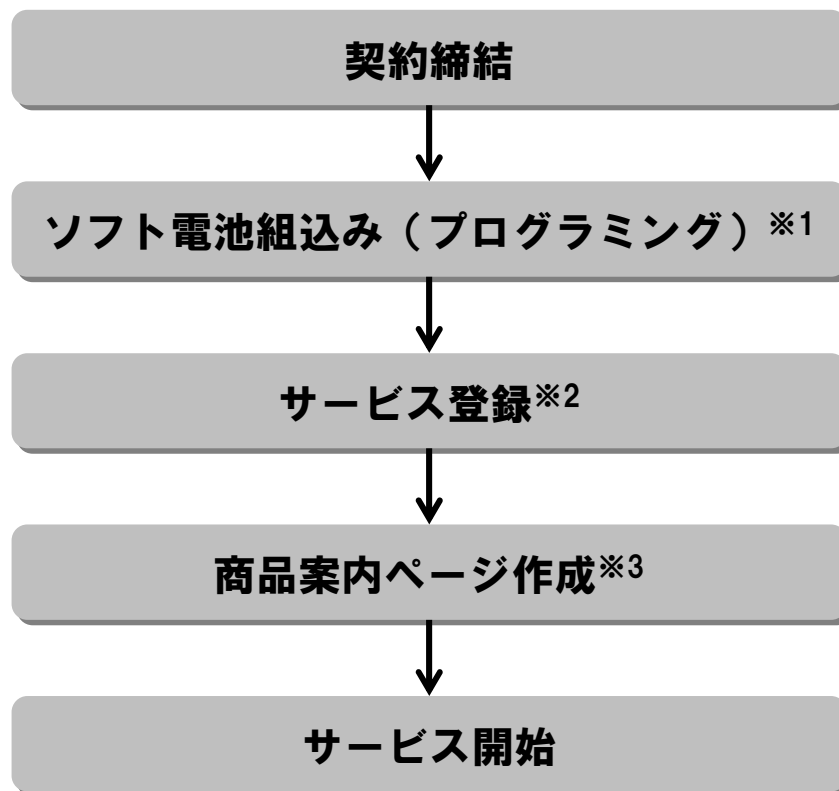 契約締結
ソフト電池組込み（プログラミング）※1
サービス登録※2
商品案内ページ作成※3
サービス開始